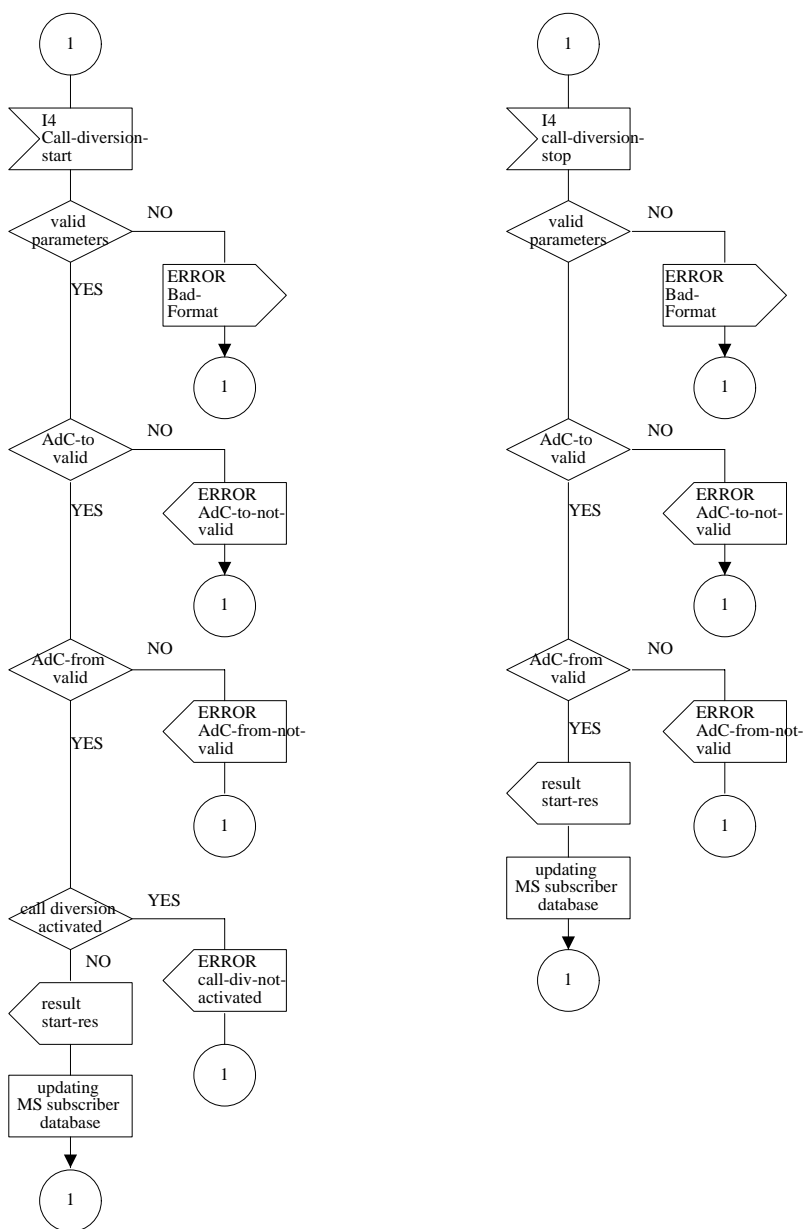 1
I4
Call-diversion-
start
valid
parameters
NO
YES
ERROR
Bad-
Format
1
AdC-to
valid
NO
YES
ERROR
AdC-to-not-
valid
1
AdC-from
valid
NO
YES
ERROR
AdC-from-not-
valid
1
call diversion
activated
YES
NO
ERROR
call-div-not-
activated
1
result
start-res
updating
MS subscriber
database
1
1
I4
call-diversion-
stop
valid
parameters
NO
YES
ERROR
Bad-
Format
1
AdC-to
valid
NO
YES
ERROR
AdC-to-not-
valid
1
AdC-from
valid
NO
YES
ERROR
AdC-from-not-
valid
1
result
start-res
updating
MS subscriber
database
1